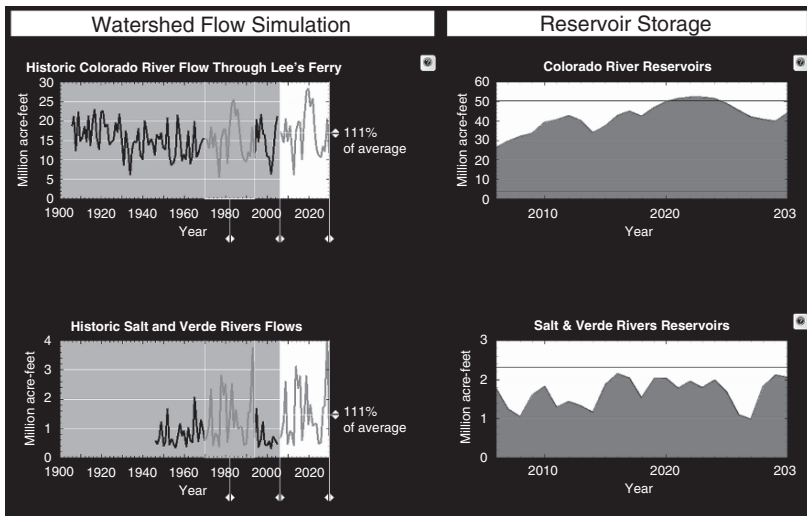 Watershed Flow Simulation
Reservoir Storage
Historic Colorado River Flow Through Lee's Ferry
Million acre-feet
30
25
20
15
10
5
0
1900 1920 1940 1960 1980 2000 2020
Year
111%
of average
Colorado River Reservoirs
Million acre-feet
60
50
40
30
20
10
0
2010 2020 203
Year
Historic Salt and Verde Rivers Flows
Million acre-feet
4
3
2
1
0
1900 1920 1940 1960 1980 2000 2020
Year
111%
of average
Salt & Verde Rivers Reservoirs
Million acre-feet
3
2
1
0
2010 2020 203
Year